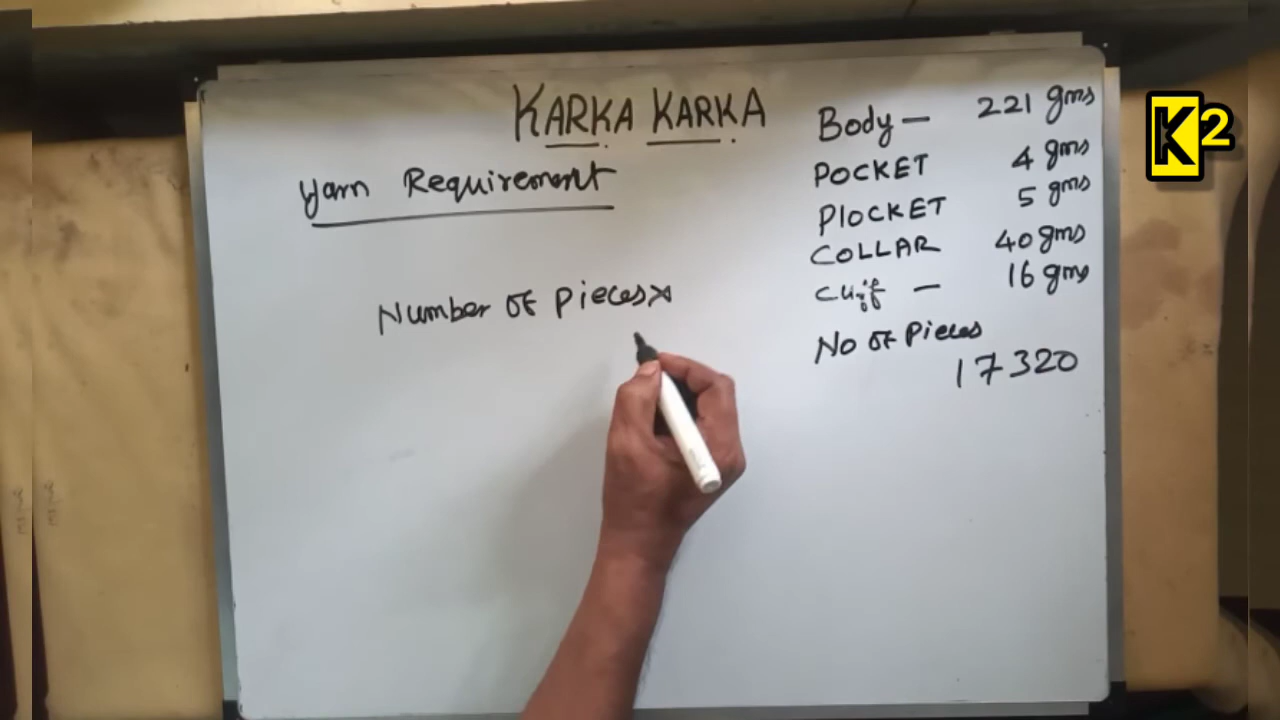 KARKA KARKA
Yarn Requirement
Number of pieces x
Body - 221 gms
POCKET 4 gms
PlOCKET 5 gms
COLLAR 40 gms
Cuff - 16 gms
No of Pieces
17320
K2